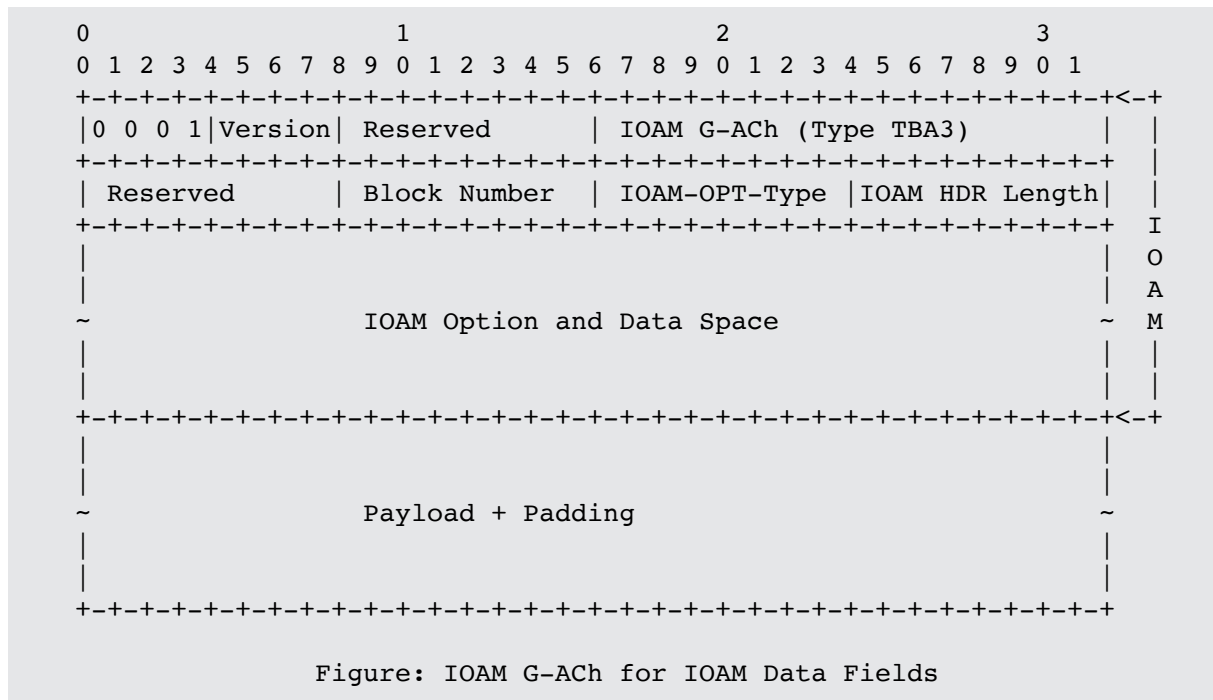 0                   1                   2                   3
0 1 2 3 4 5 6 7 8 9 0 1 2 3 4 5 6 7 8 9 0 1 2 3 4 5 6 7 8 9 0 1
+-+-+-+-+-+-+-+-+-+-+-+-+-+-+-+-+-+-+-+-+-+-+-+-+-+-+-+-+-+-+-+-+<-+
|0 0 0 1|Version| Reserved      | IOAM G-ACh (Type TBA3)        |  |
+-+-+-+-+-+-+-+-+-+-+-+-+-+-+-+-+-+-+-+-+-+-+-+-+-+-+-+-+-+-+-+-+  |
| Reserved      | Block Number  | IOAM-OPT-Type |IOAM HDR Length|  |
+-+-+-+-+-+-+-+-+-+-+-+-+-+-+-+-+-+-+-+-+-+-+-+-+-+-+-+-+-+-+-+-+  I
|                                                               |  O
|                                                               |  A
~                 IOAM Option and Data Space                    ~  M
|                                                               |  |
|                                                               |  |
+-+-+-+-+-+-+-+-+-+-+-+-+-+-+-+-+-+-+-+-+-+-+-+-+-+-+-+-+-+-+-+-+<-+
|                                                               |
|                                                               |
~                 Payload + Padding                             ~
|                                                               |
|                                                               |
+-+-+-+-+-+-+-+-+-+-+-+-+-+-+-+-+-+-+-+-+-+-+-+-+-+-+-+-+-+-+-+-+
Figure: IOAM G-ACh for IOAM Data Fields